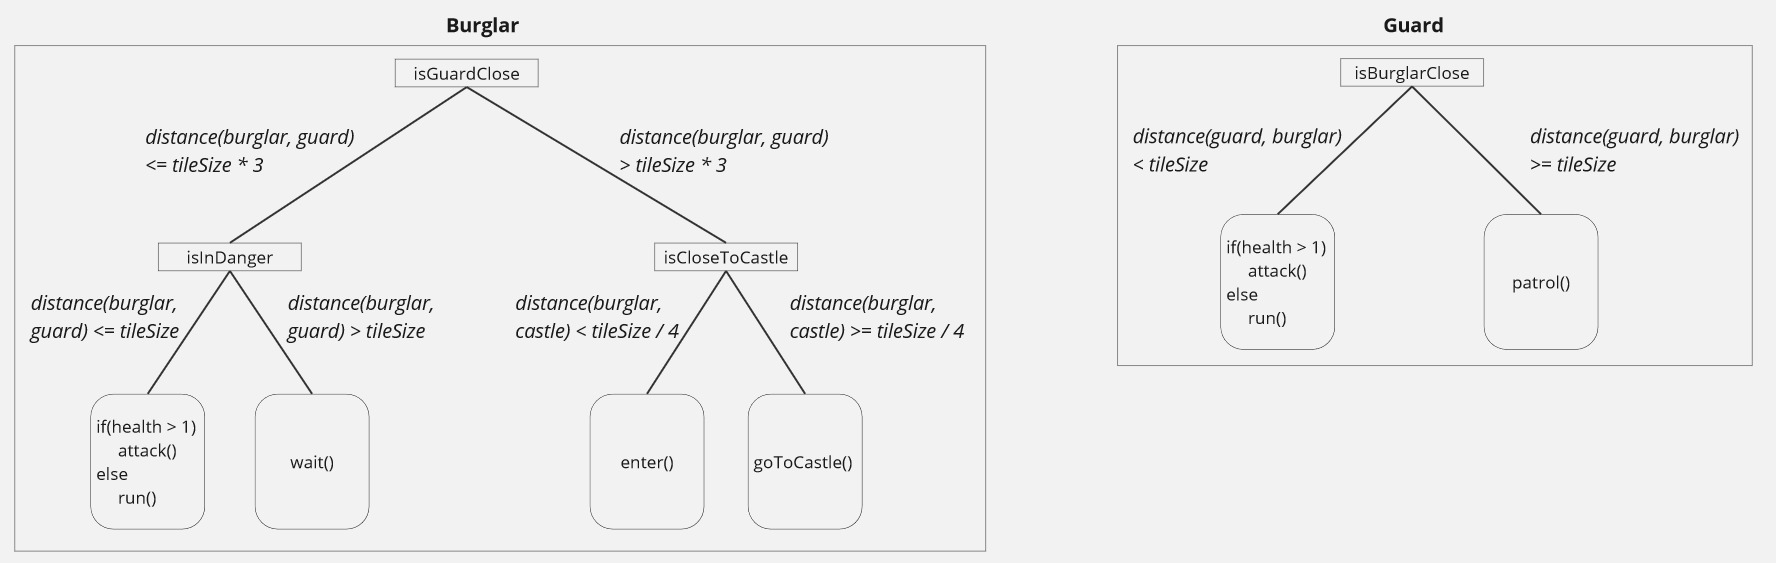 Burglar
isGuardClose
distance(burglar, guard)
<= tileSize * 3
distance(burglar, guard)
> tileSize * 3
isInDanger
isCloseToCastle
distance(burglar,
guard) <= tileSize
distance(burglar,
guard) > tileSize
distance(burglar,
castle) < tileSize / 4
distance(burglar,
castle) >= tileSize / 4
if(health > 1)
attack()
else
run()
wait()
enter()
goToCastle()
Guard
isBurglarClose
distance(guard, burglar)
< tileSize
distance(guard, burglar)
>= tileSize
if(health > 1)
attack()
else
run()
patrol()